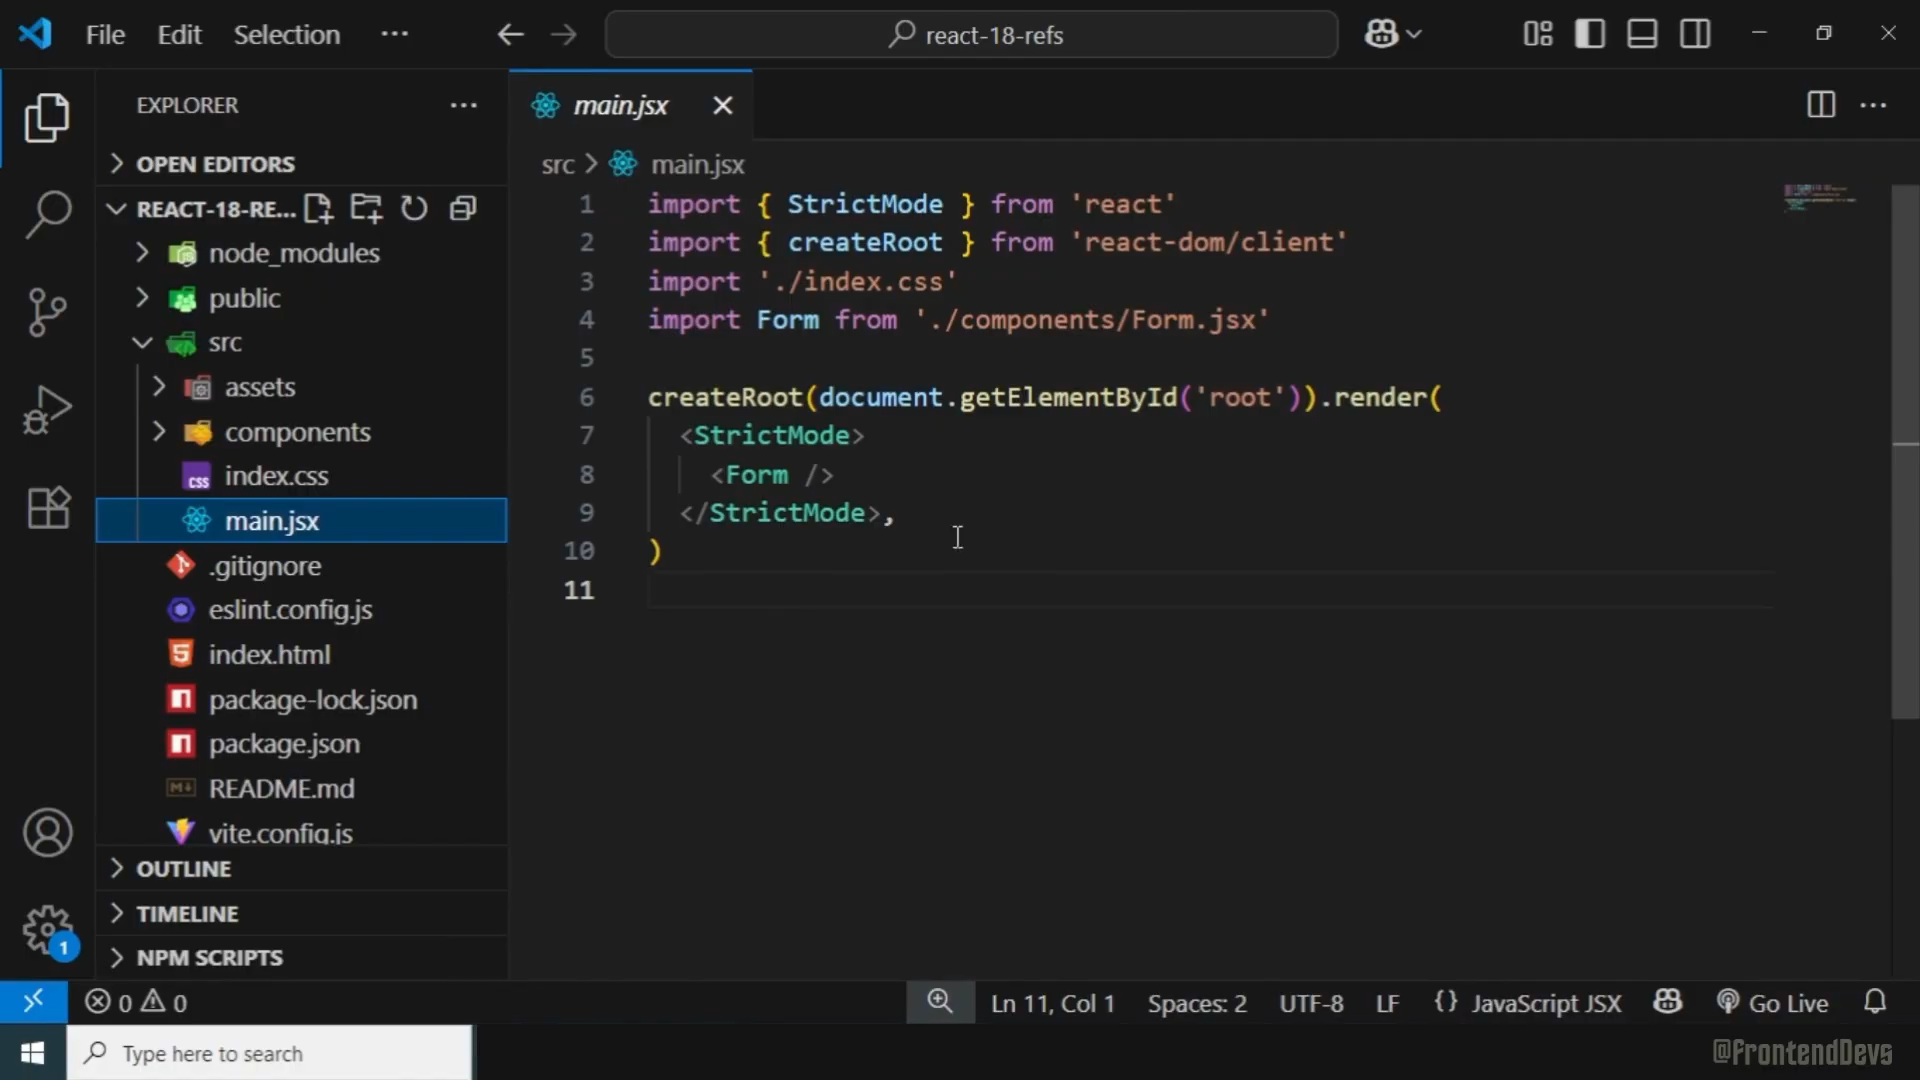 File Edit Selection ···
react-18-refs
EXPLORER
OPEN EDITORS
REACT-18-RE...
node_modules
public
src
assets
components
index.css
main.jsx
.gitignore
eslint.config.js
index.html
package-lock.json
package.json
README.md
vite.config.js
OUTLINE
TIMELINE
NPM SCRIPTS
main.jsx
src > main.jsx
1 import { StrictMode } from 'react'
2 import { createRoot } from 'react-dom/client'
3 import './index.css'
4 import Form from './components/Form.jsx'
5
6 createRoot(document.getElementById('root')).render(
7 <StrictMode>
8 <Form />
9 </StrictMode>,
10 )
11
1
0 0
Ln 11, Col 1 Spaces: 2 UTF-8 LF {} JavaScript JSX Go Live
Type here to search
@FrontendDevs